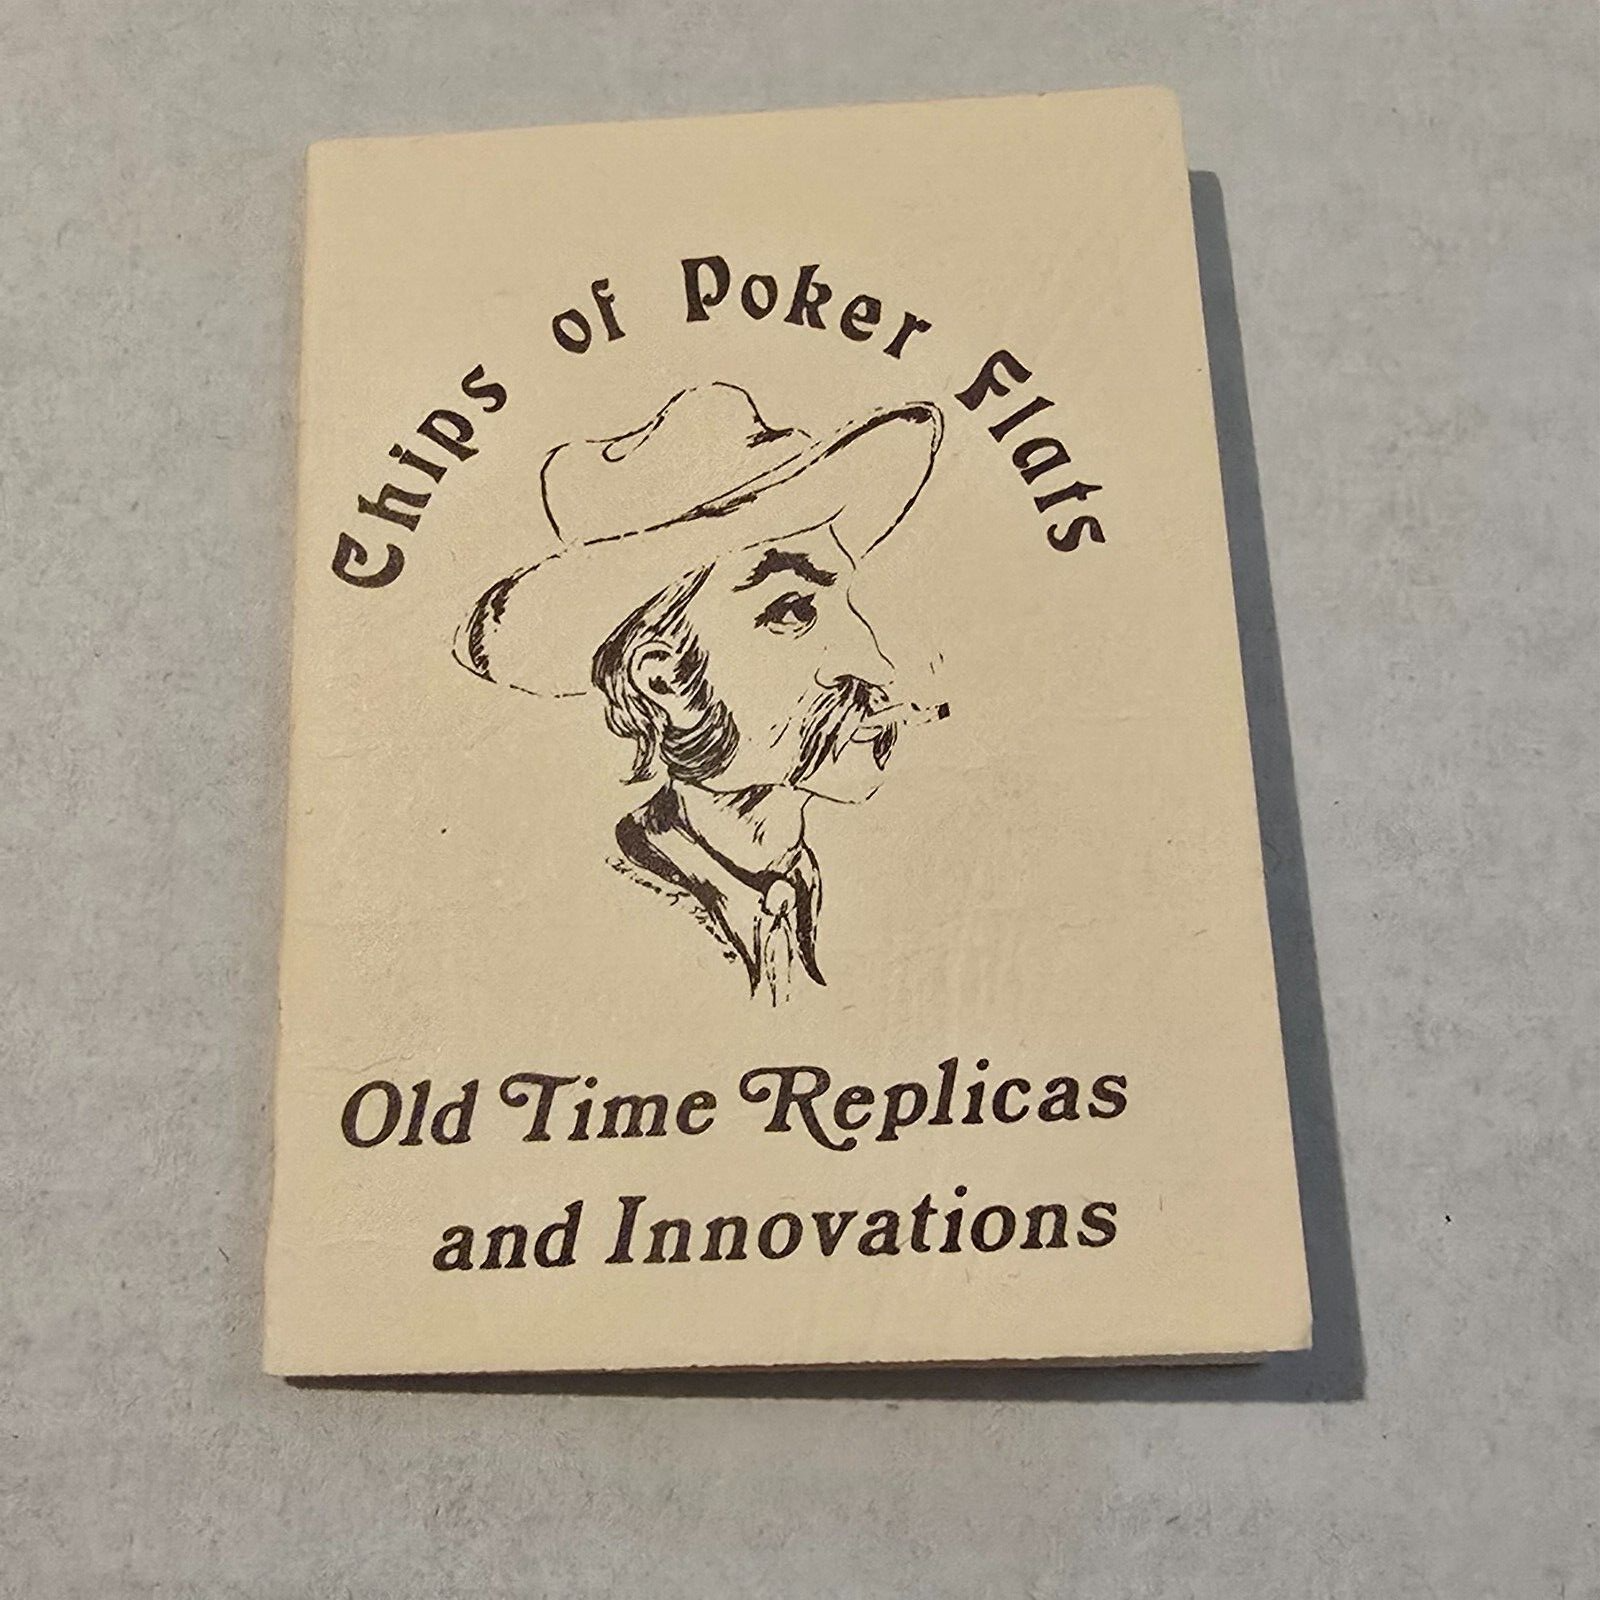 Chips of Poker Flats
Old Time Replicas
and Innovations